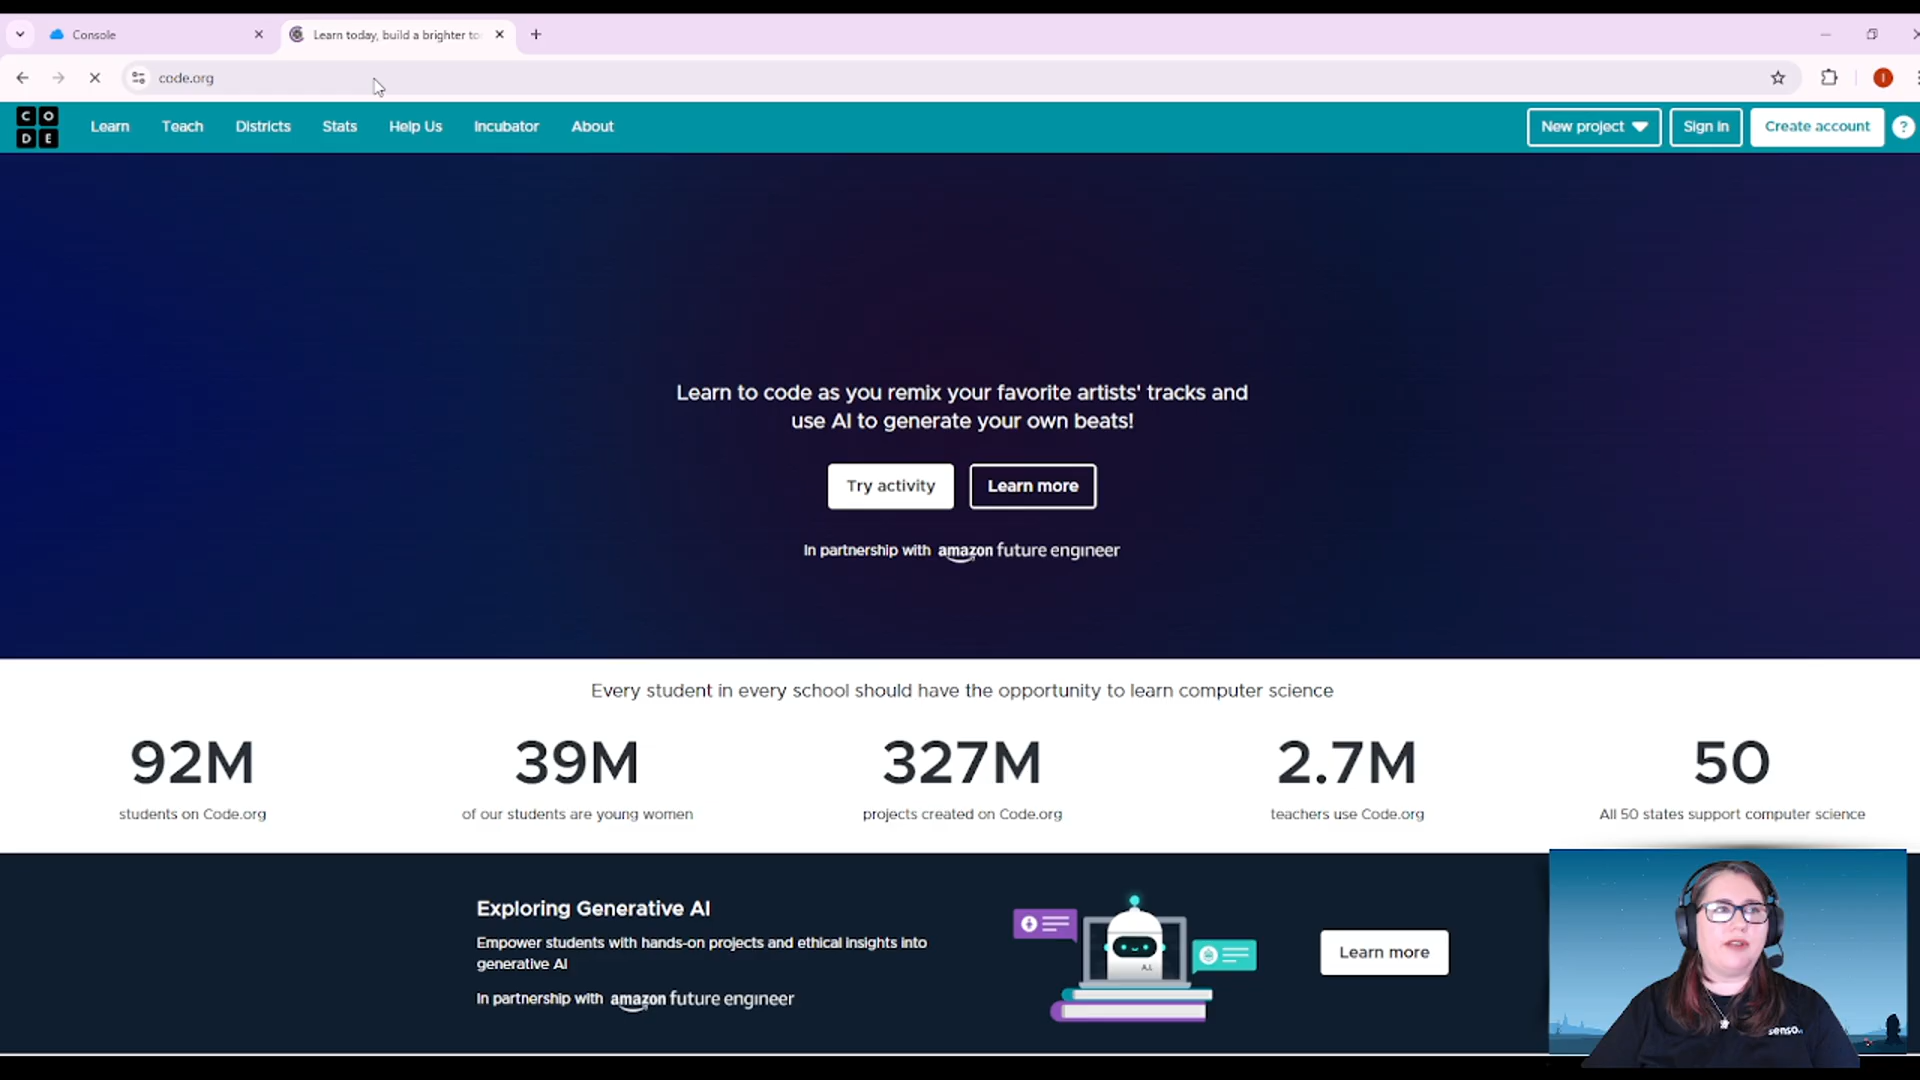 Console
Learn today, build a brighter to
code.org
C O
D E
Learn
Teach
Districts
Stats
Help Us
Incubator
About
New project
Sign in
Create account
?
I
Learn to code as you remix your favorite artists' tracks and
use AI to generate your own beats!
Try activity
Learn more
In partnership with amazon future engineer
Every student in every school should have the opportunity to learn computer science
92M
39M
327M
2.7M
50
students on Code.org
of our students are young women
projects created on Code.org
teachers use Code.org
All 50 states support computer science
Exploring Generative AI
Empower students with hands-on projects and ethical insights into
generative AI
In partnership with amazon future engineer
A.I.
Learn more
senso